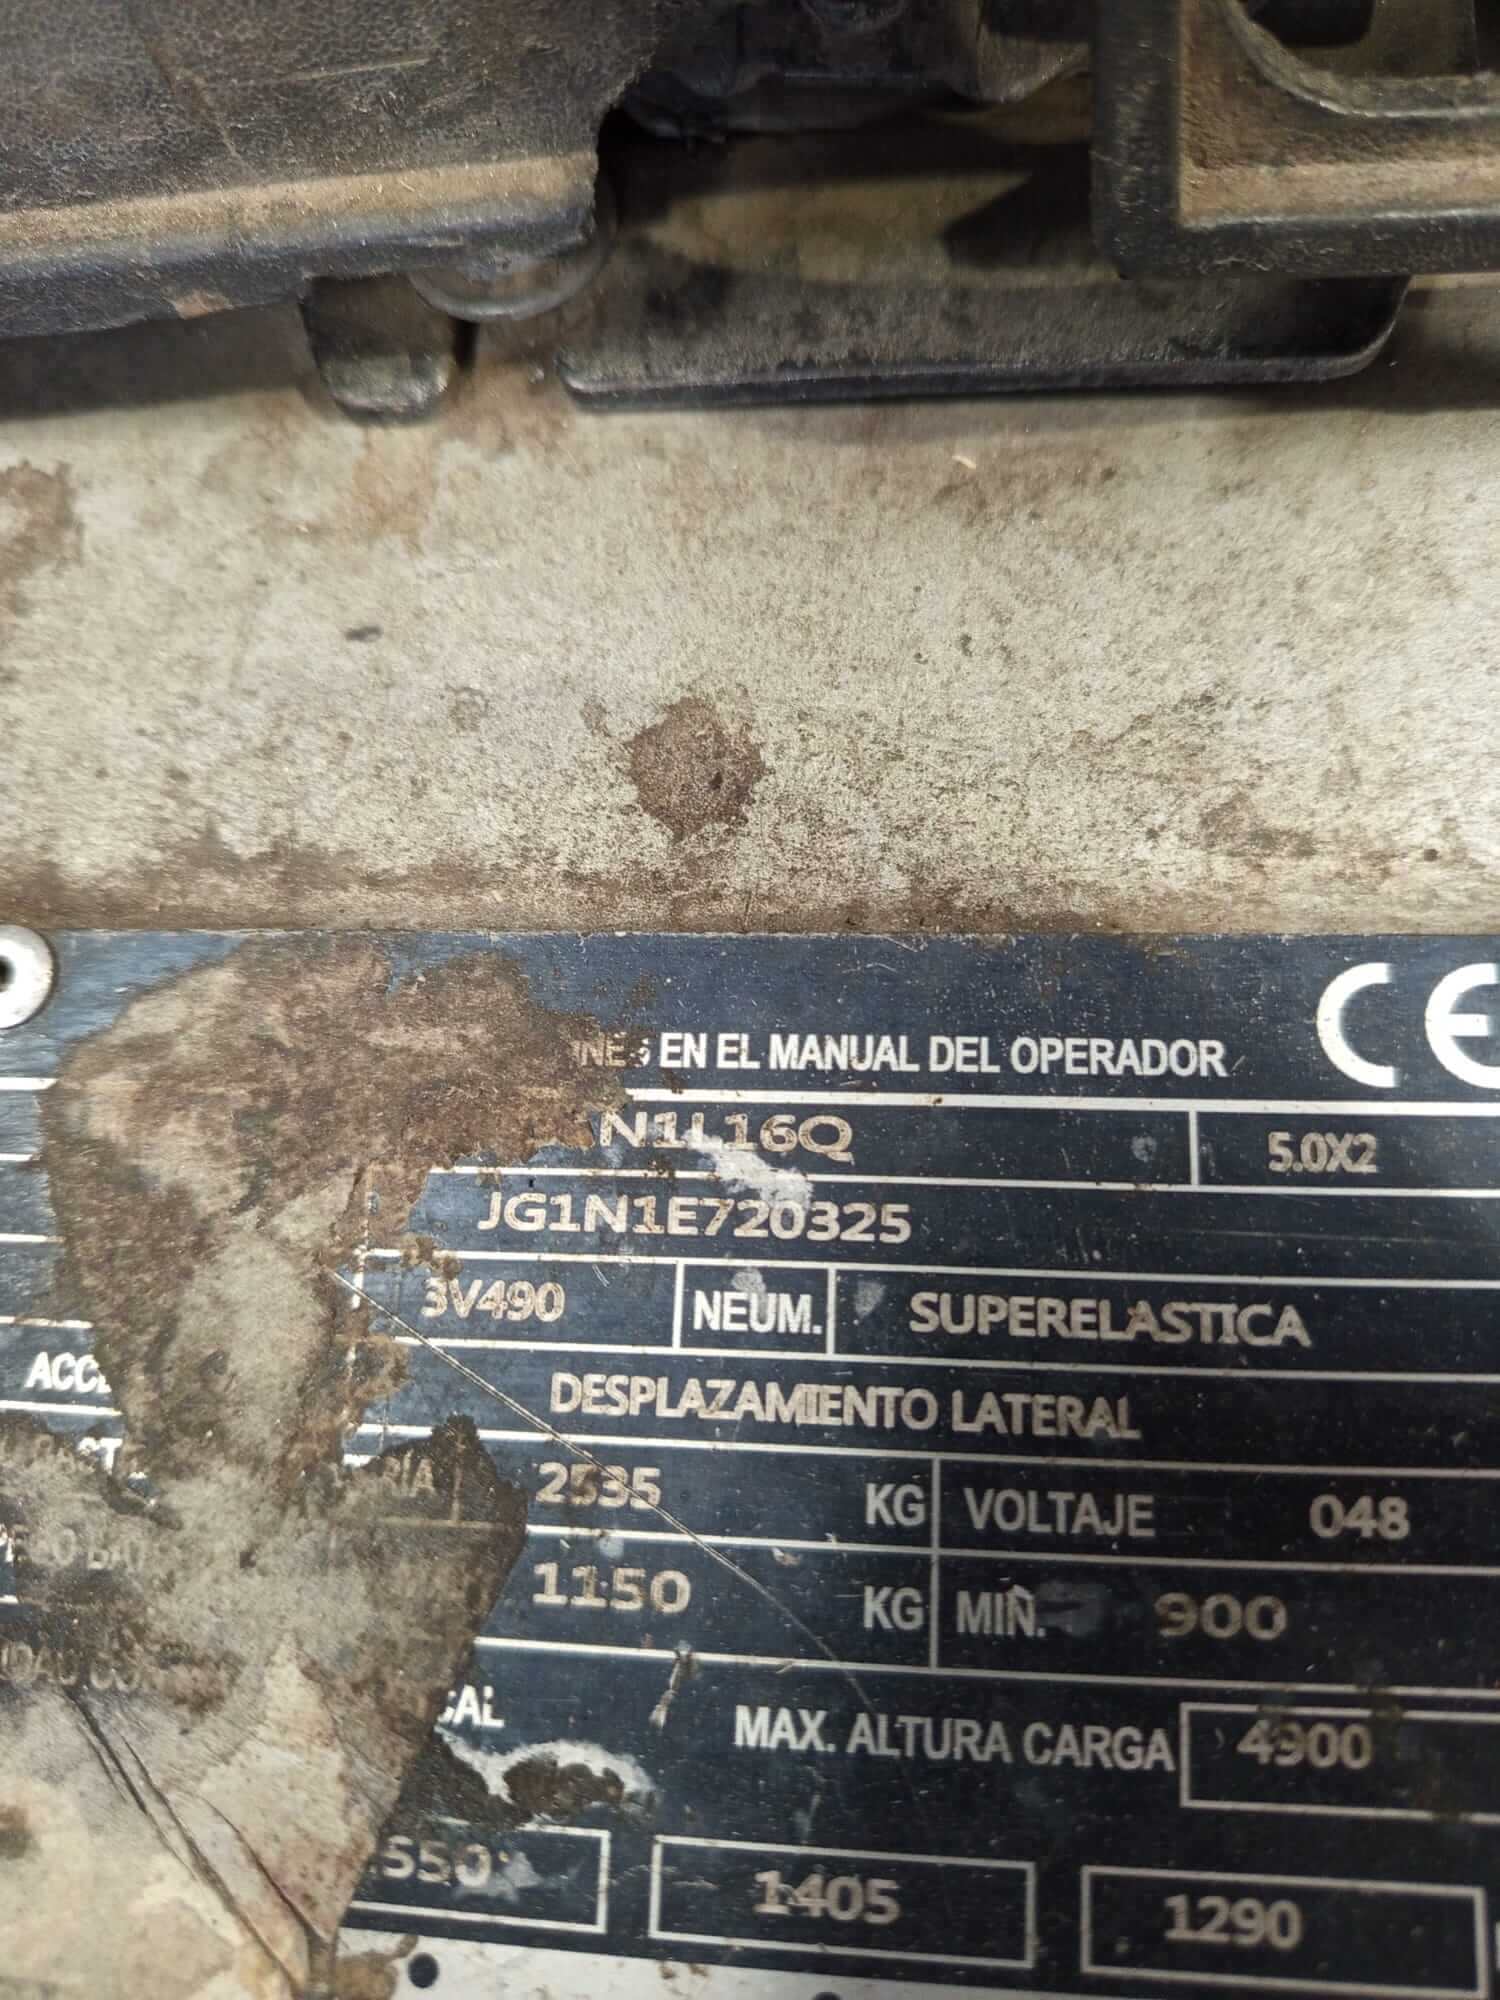 EN EL MANUAL DEL OPERADOR CE
N1L16Q 5.0X2
JG1N1E720325
3V490 NEUM. SUPERELASTICA
DESPLAZAMIENTO LATERAL
2535 KG VOLTAJE 048
1150 KG MIÑ. 900
MAX. ALTURA CARGA 4900
1405 1290